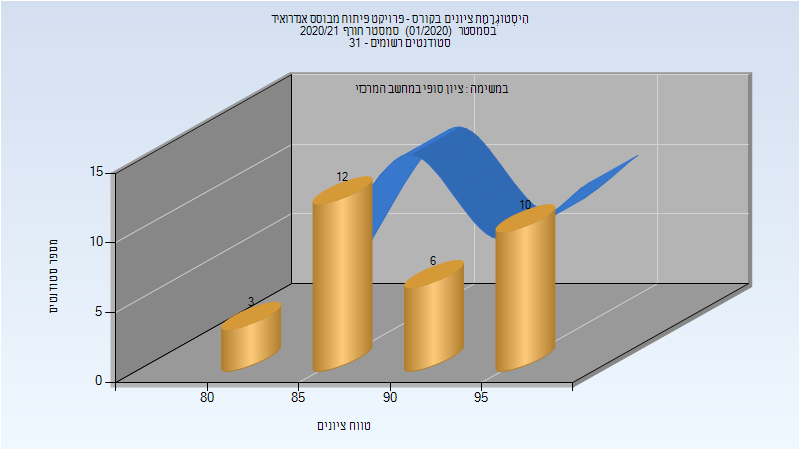 היסטוגרמת ציונים בקורס - פרויקט פיתוח מבוסס אנדרואיד
בסמסטר (01/2020) סמסטר חורף 2020/21
סטודנטים רשומים - 31
במשימה : ציון סופי במחשב המרכזי
מספר סטודנטים
15
10
5
0
3
12
6
10
80
85
90
95
טווח ציונים